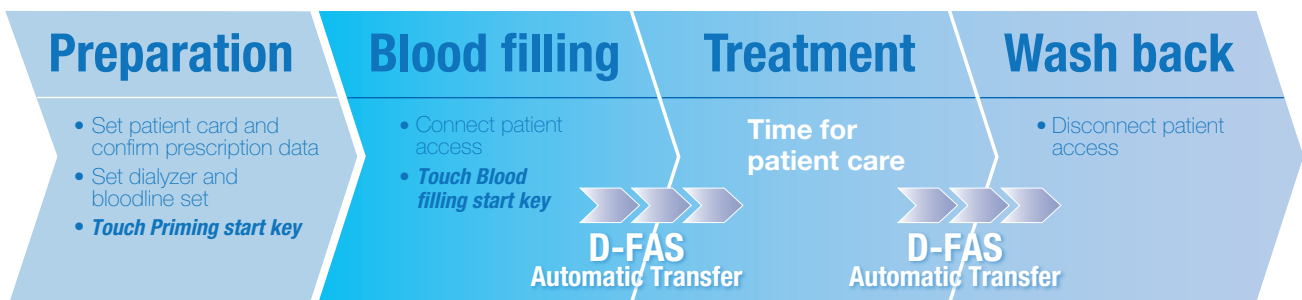 Preparation
• Set patient card and
confirm prescription data
• Set dialyzer and
bloodline set
• Touch Priming start key
Blood filling
• Connect patient
access
• Touch Blood
filling start key
D-FAS
Automatic Transfer
Treatment
Time for
patient care
D-FAS
Automatic Transfer
Wash back
• Disconnect patient
access